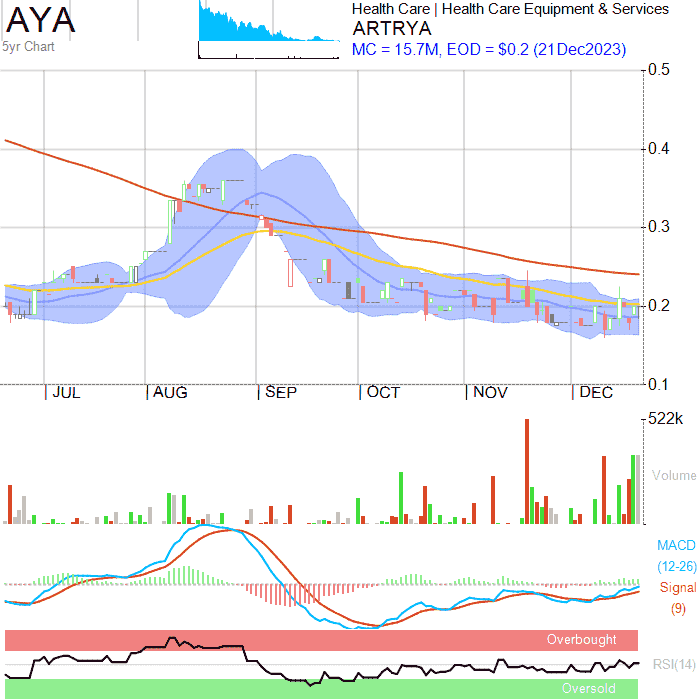 AYA
5yr Chart
Health Care | Health Care Equipment & Services
ARTRYA
MC = 15.7M, EOD = $0.2 (21Dec2023)
0.5
0.4
0.3
0.2
0.1
JUL AUG SEP OCT NOV DEC
522k
Volume
MACD
(12-26)
Signal
(9)
Overbought
RSI(14)
Oversold